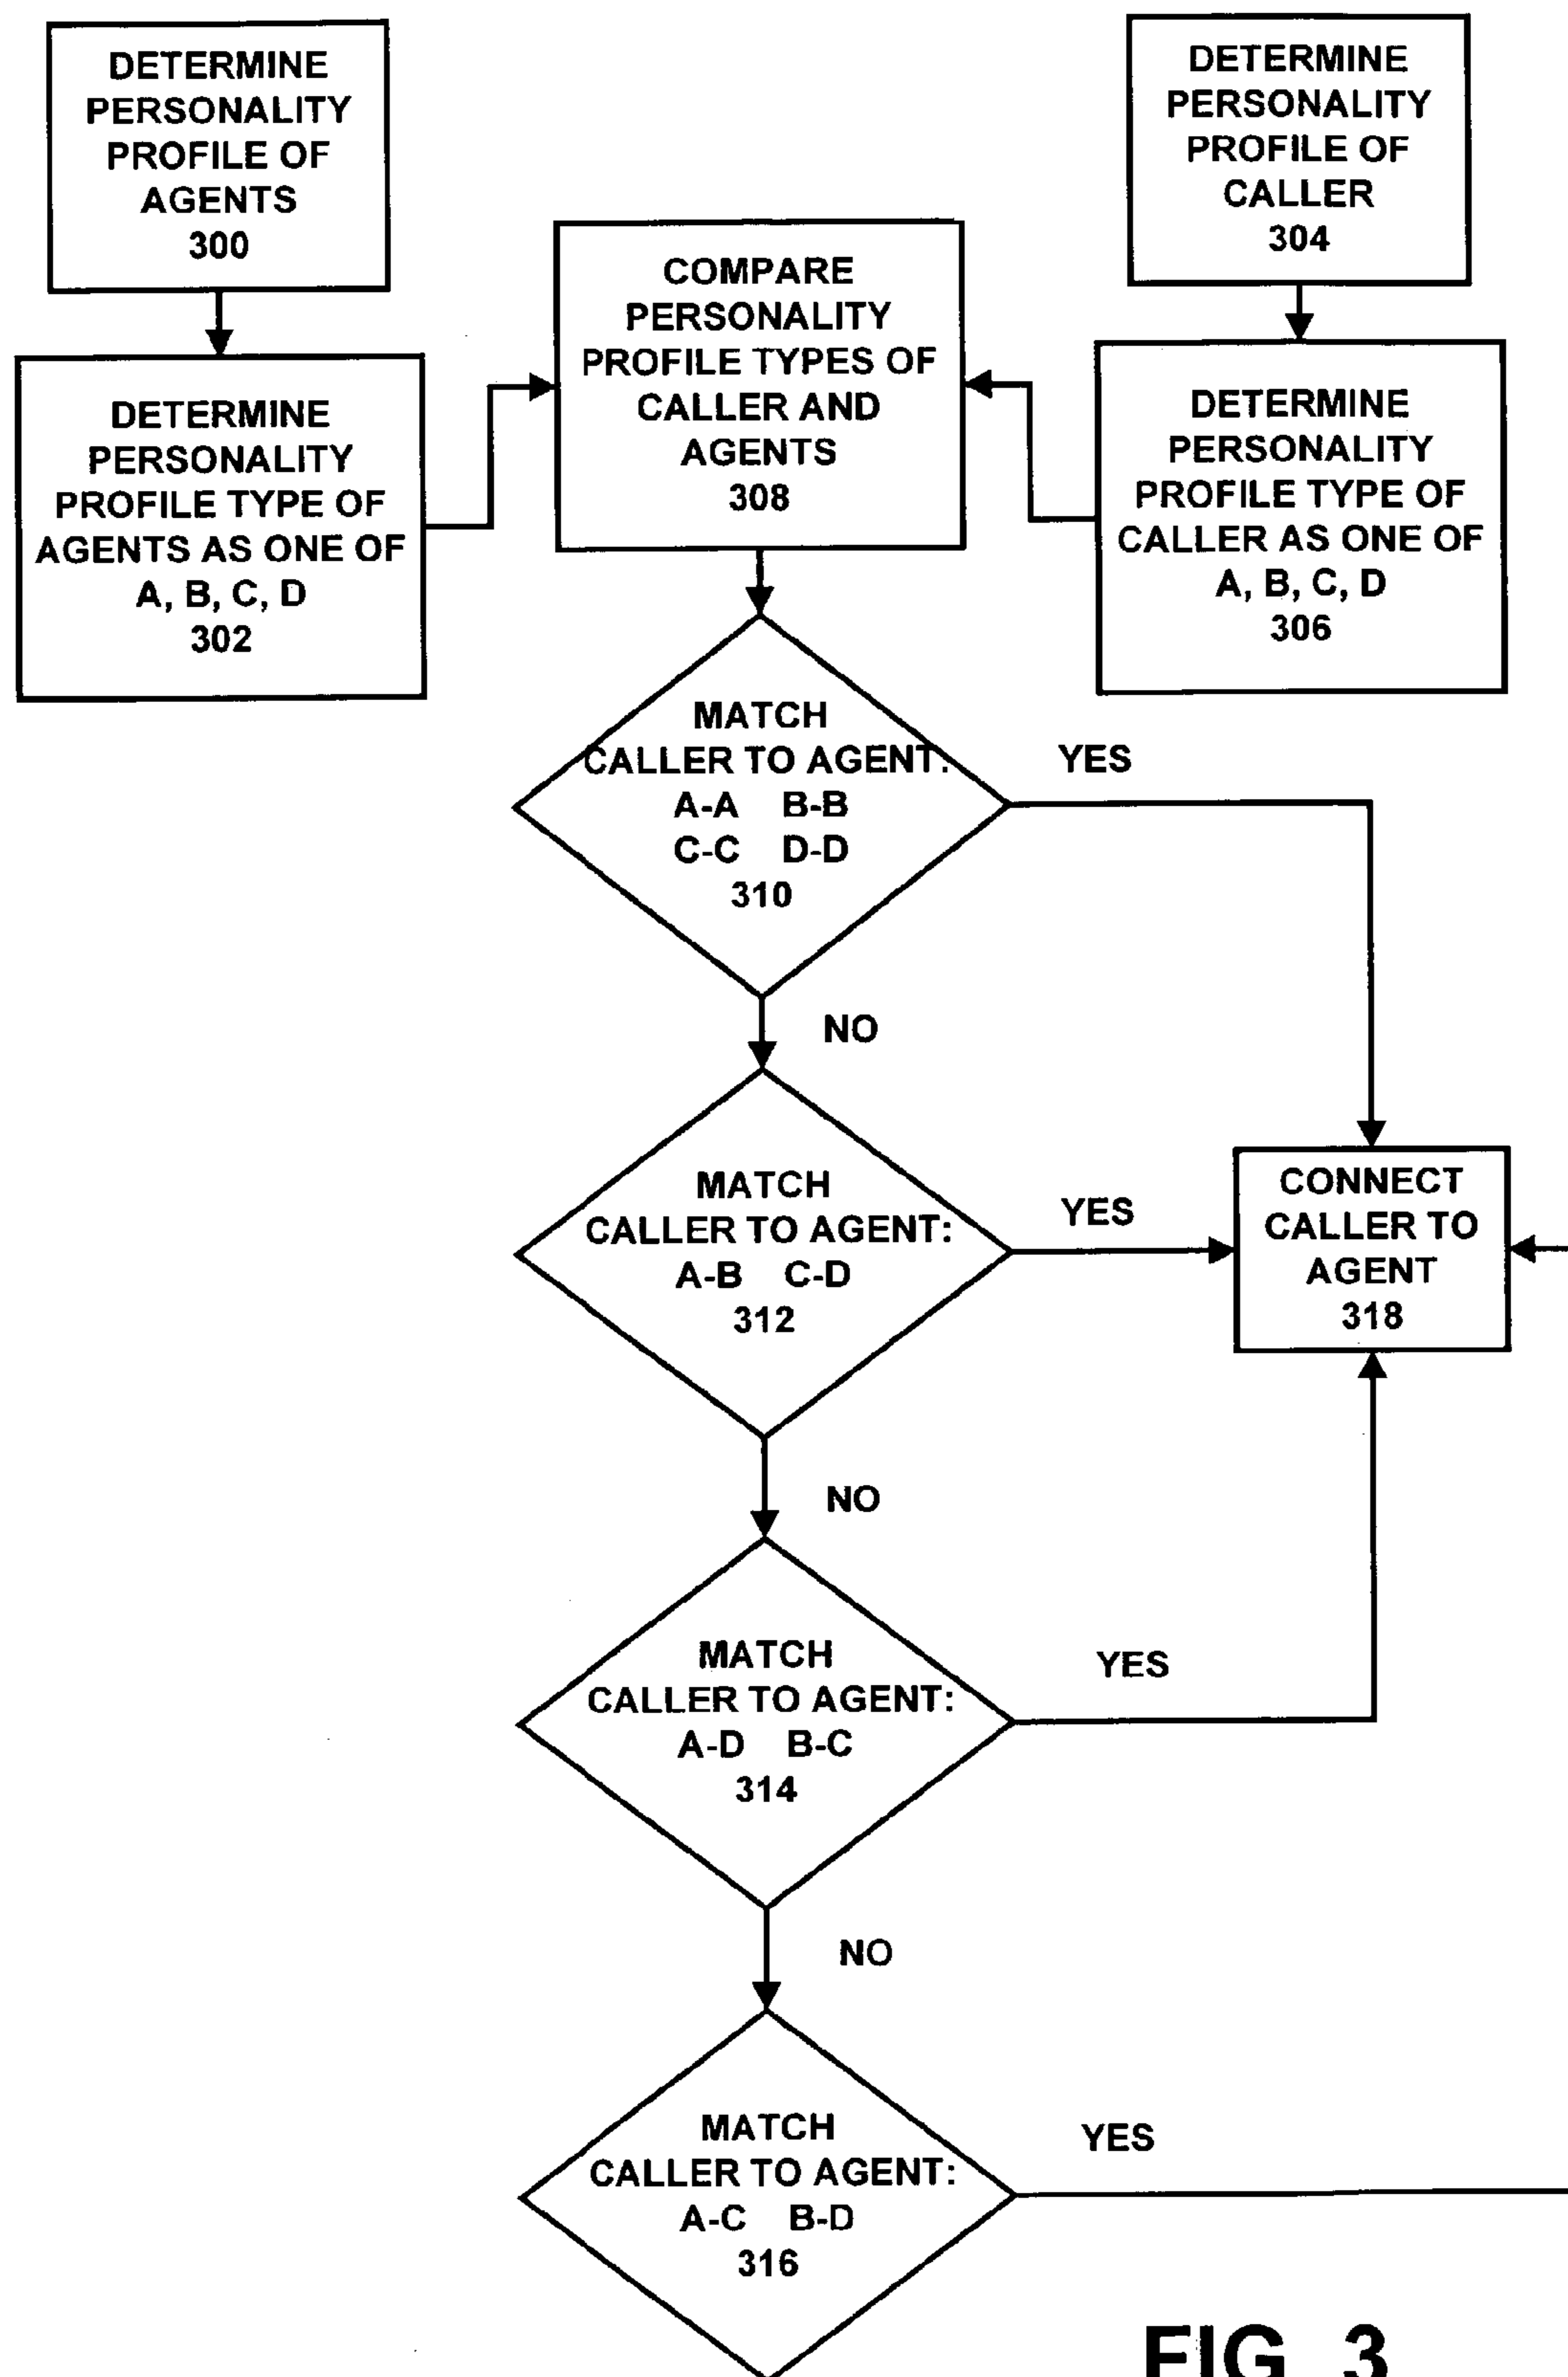 DETERMINE
PERSONALITY
PROFILE OF
AGENTS
300
DETERMINE
PERSONALITY
PROFILE OF
CALLER
304
COMPARE
PERSONALITY
PROFILE TYPES OF
CALLER AND
AGENTS
308
DETERMINE
PERSONALITY
PROFILE TYPE OF
AGENTS AS ONE OF
A, B, C, D
302
DETERMINE
PERSONALITY
PROFILE TYPE OF
CALLER AS ONE OF
A, B, C, D
306
MATCH
CALLER TO AGENT:
A-A B-B
C-C D-D
310
YES
NO
MATCH
CALLER TO AGENT:
A-B C-D
312
YES
CONNECT
CALLER TO
AGENT
318
NO
MATCH
CALLER TO AGENT:
A-D B-C
314
YES
NO
MATCH
CALLER TO AGENT:
A-C B-D
316
YES
FIG. 3